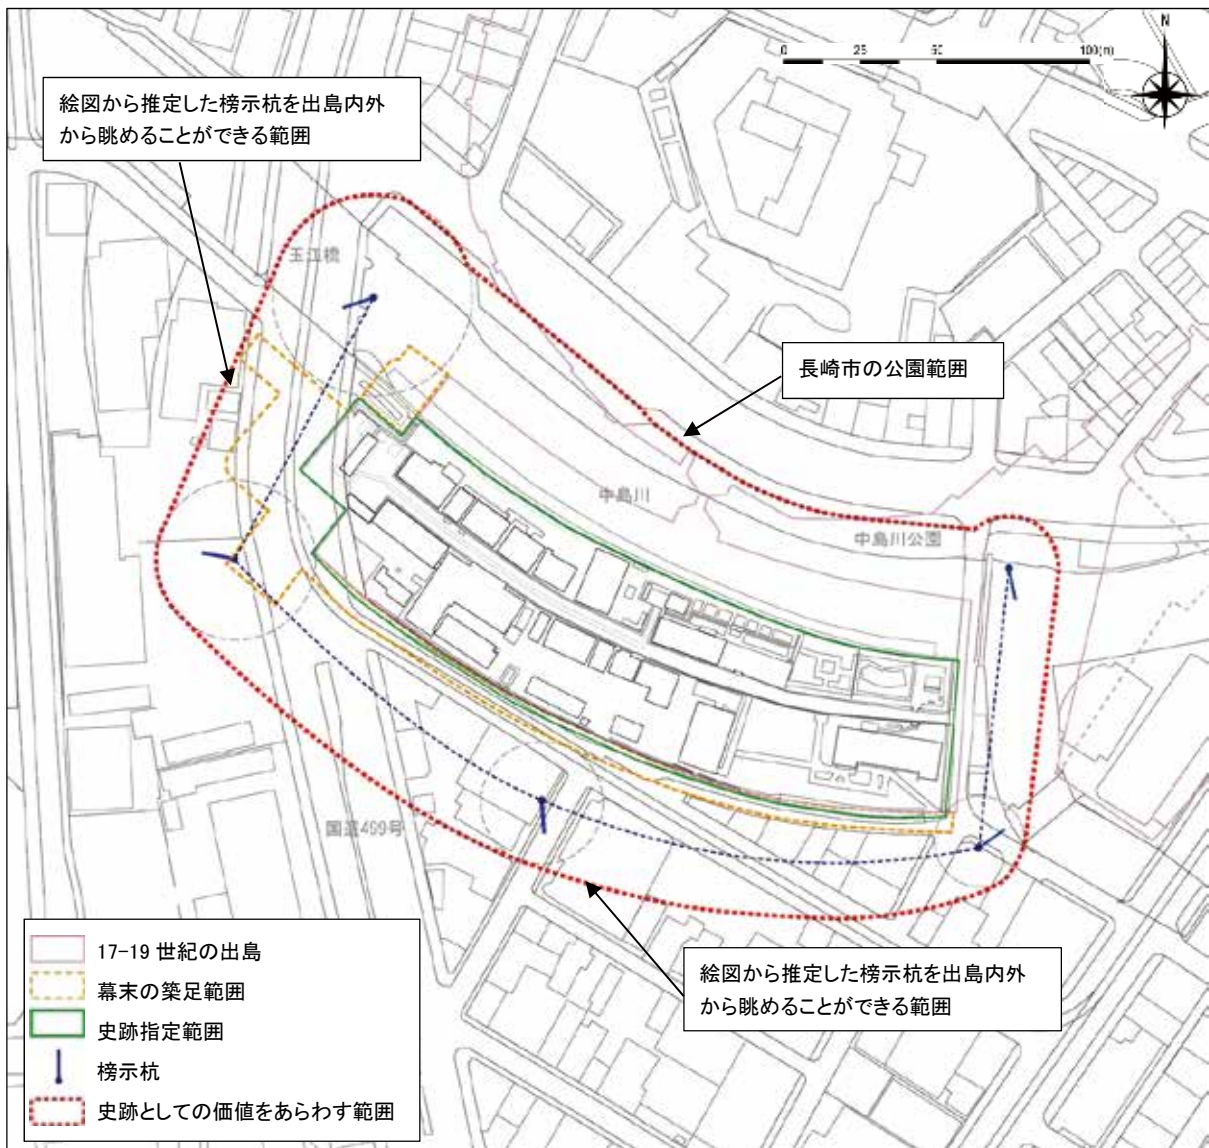 N
0 25 50 100(m)
絵図から推定した榜示杭を出島内外
から眺めることができる範囲
玉江橋
長崎市の公園範囲
中島川
中島川公園
国道499号
17-19 世紀の出島
幕末の築足範囲
史跡指定範囲
榜示杭
史跡としての価値をあらわす範囲
絵図から推定した榜示杭を出島内外
から眺めることができる範囲